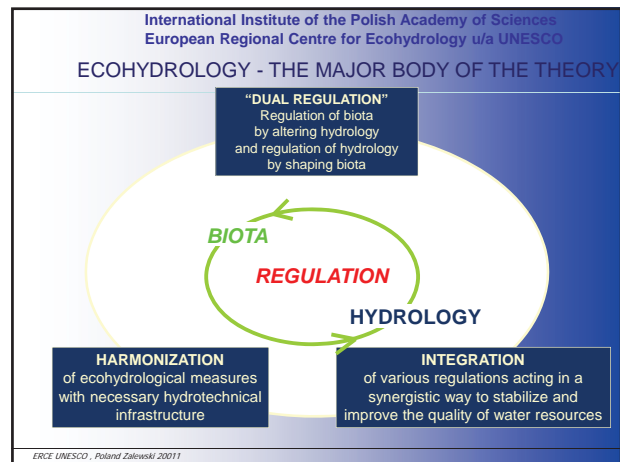 International Institute of the Polish Academy of Sciences
European Regional Centre for Ecohydrology u/a UNESCO
ECOHYDROLOGY - THE MAJOR BODY OF THE THEORY
“DUAL REGULATION”
Regulation of biota
by altering hydrology
and regulation of hydrology
by shaping biota
BIOTA
REGULATION
HYDROLOGY
HARMONIZATION
of ecohydrological measures
with necessary hydrotechnical
infrastructure
INTEGRATION
of various regulations acting in a
synergistic way to stabilize and
improve the quality of water resources
ERCE UNESCO , Poland Zalewski 20011